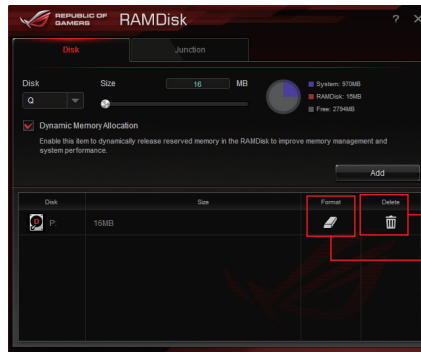 REPUBLIC OF GAMERS RAMDisk ? X
Disk Junction
Disk Size 16 MB
Q
System: 970MB
RAMDisk: 16MB
Free: 2794MB
Dynamic Memory Allocation
Enable this item to dynamically release reserved memory in the RAMDisk to improve memory management and
system performance.
Add
Disk Size Format Delete
P: 16MB